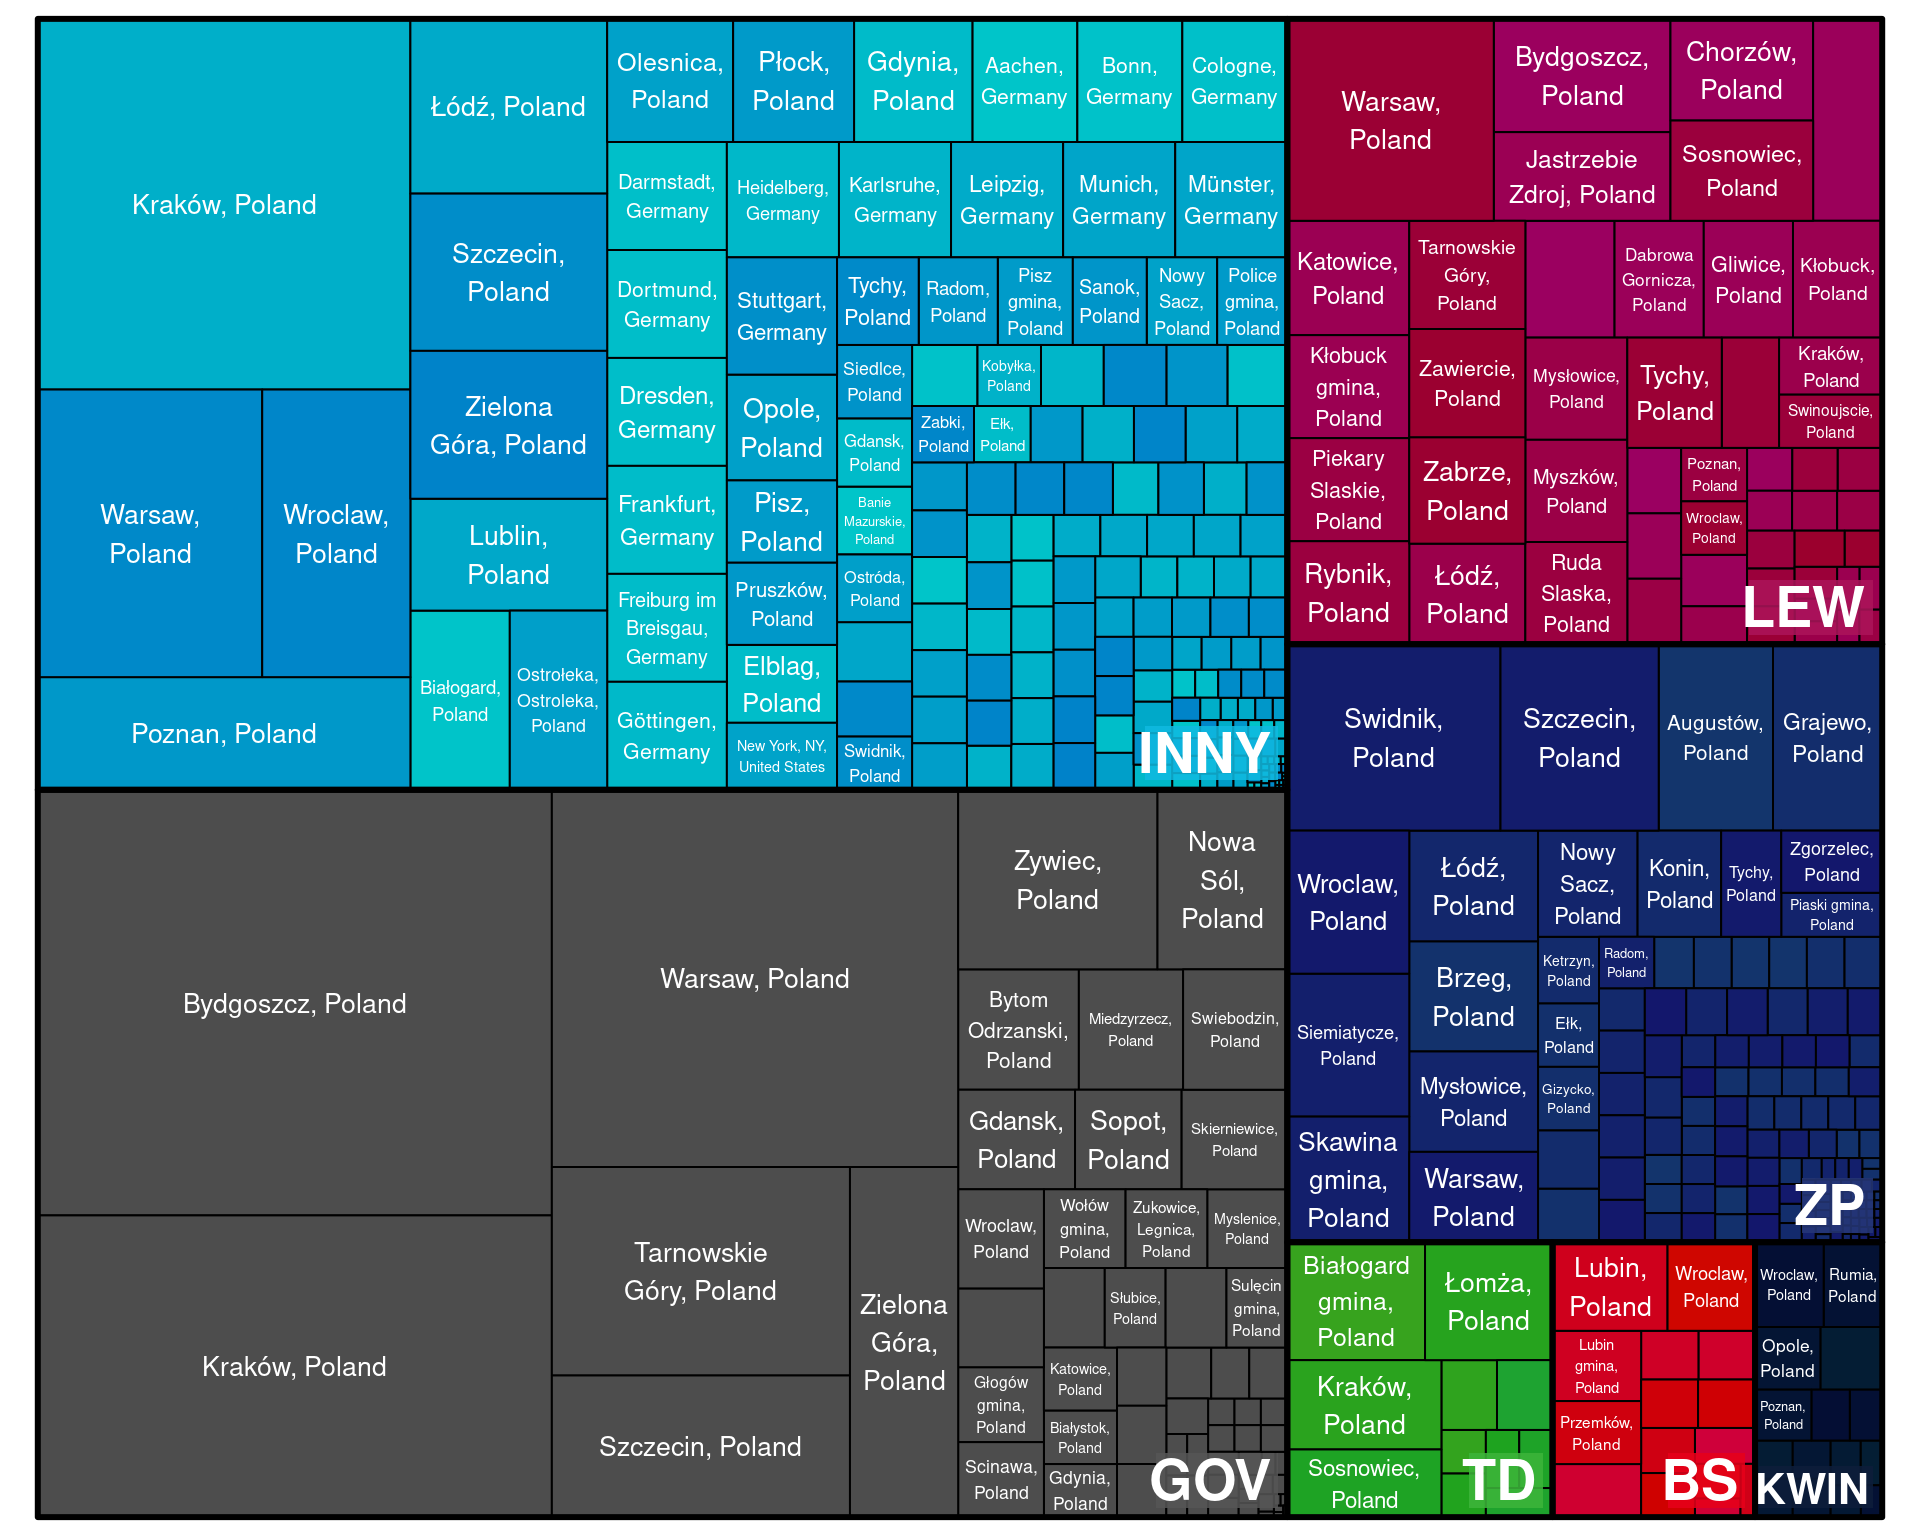 Kraków, Poland
Łódź, Poland
Szczecin,
Poland
Zielona
Góra, Poland
Lublin,
Poland
Warsaw,
Poland
Wroclaw,
Poland
Poznan, Poland
Białogard,
Poland
Ostrołeka,
Ostroleka,
Poland
Olesnica,
Poland
Płock,
Poland
Gdynia,
Poland
Aachen,
Germany
Bonn,
Germany
Cologne,
Germany
Darmstadt,
Germany
Heidelberg,
Germany
Karlsruhe,
Germany
Leipzig,
Germany
Munich,
Germany
Münster,
Germany
Dortmund,
Germany
Dresden,
Germany
Frankfurt,
Germany
Freiburg im
Breisgau,
Germany
Göttingen,
Germany
Stuttgart,
Germany
Opole,
Poland
Pisz,
Poland
Pruszków,
Poland
Elblag,
Poland
New York, NY,
United States
Tychy,
Poland
Radom,
Poland
Pisz
gmina,
Poland
Sanok,
Poland
Nowy
Sacz,
Poland
Police
gmina,
Poland
Siedlce,
Poland
Kobyłka,
Poland
Gdansk,
Poland
Zabki,
Poland
Ełk,
Poland
Banie
Mazurskie,
Poland
Ostróda,
Poland
Swidnik,
Poland
INNY
Warsaw,
Poland
Bydgoszcz,
Poland
Chorzów,
Poland
Jastrzebie
Zdroj, Poland
Sosnowiec,
Poland
Katowice,
Poland
Tarnowskie
Góry,
Poland
Dabrowa
Gornicza,
Poland
Gliwice,
Poland
Kłobuck,
Poland
Kłobuck
gmina,
Poland
Zawiercie,
Poland
Mysłowice,
Poland
Tychy,
Poland
Kraków,
Poland
Swinoujscie,
Poland
Piekary
Slaskie,
Poland
Zabrze,
Poland
Myszków,
Poland
Poznan,
Poland
Wroclaw,
Poland
Rybnik,
Poland
Łódź,
Poland
Ruda
Slaska,
Poland
LEW
Bydgoszcz, Poland
Kraków, Poland
Warsaw, Poland
Tarnowskie
Góry, Poland
Szczecin, Poland
Zielona
Góra,
Poland
Zywiec,
Poland
Nowa
Sól,
Poland
Bytom
Odrzanski,
Poland
Miedzyrzecz,
Poland
Swiebodzin,
Poland
Gdansk,
Poland
Sopot,
Poland
Skierniewice,
Poland
Wroclaw,
Poland
Wołów
gmina,
Poland
Zukowice,
Legnica,
Poland
Myslenice,
Poland
Słubice,
Poland
Sulęcin
gmina,
Poland
Głogów
gmina,
Poland
Katowice,
Poland
Białystok,
Poland
Scinawa,
Poland
Gdynia,
Poland
GOV
Swidnik,
Poland
Szczecin,
Poland
Augustów,
Poland
Grajewo,
Poland
Wroclaw,
Poland
Łódź,
Poland
Nowy
Sacz,
Poland
Konin,
Poland
Tychy,
Poland
Zgorzelec,
Poland
Piaski gmina,
Poland
Siemiatycze,
Poland
Brzeg,
Poland
Ketrzyn,
Poland
Radom,
Poland
Ełk,
Poland
Gizycko,
Poland
Mysłowice,
Poland
Skawina
gmina,
Poland
Warsaw,
Poland
ZP
Białogard
gmina,
Poland
Łomża,
Poland
Kraków,
Poland
Sosnowiec,
Poland
TD
Lubin,
Poland
Wroclaw,
Poland
Lubin
gmina,
Poland
Przemków,
Poland
BS
Wroclaw,
Poland
Rumia,
Poland
Opole,
Poland
Poznan,
Poland
KWIN